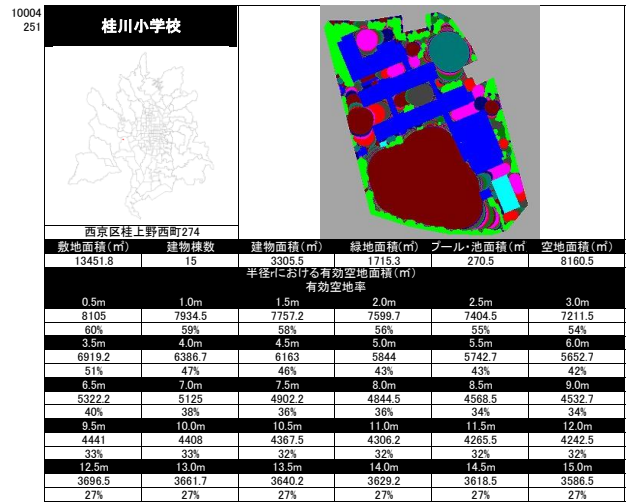 10004
251
桂川小学校
西京区桂上野西町274
敷地面積(㎡) 建物棟数 建物面積(㎡) 緑地面積(㎡) プール・池面積(㎡ 空地面積(㎡)
13451.8 15 3305.5 1715.3 270.5 8160.5
半径rにおける有効空地面積(㎡)
有効空地率
0.5m 1.0m 1.5m 2.0m 2.5m 3.0m
8105 7934.5 7757.2 7599.7 7404.5 7211.5
60% 59% 58% 56% 55% 54%
3.5m 4.0m 4.5m 5.0m 5.5m 6.0m
6919.2 6386.7 6163 5844 5742.7 5652.7
51% 47% 46% 43% 43% 42%
6.5m 7.0m 7.5m 8.0m 8.5m 9.0m
5322.2 5125 4902.2 4844.5 4568.5 4532.7
40% 38% 36% 36% 34% 34%
9.5m 10.0m 10.5m 11.0m 11.5m 12.0m
4441 4408 4367.5 4306.2 4265.5 4242.5
33% 33% 32% 32% 32% 32%
12.5m 13.0m 13.5m 14.0m 14.5m 15.0m
3696.5 3661.7 3640.2 3629.2 3618.5 3586.5
27% 27% 27% 27% 27% 27%